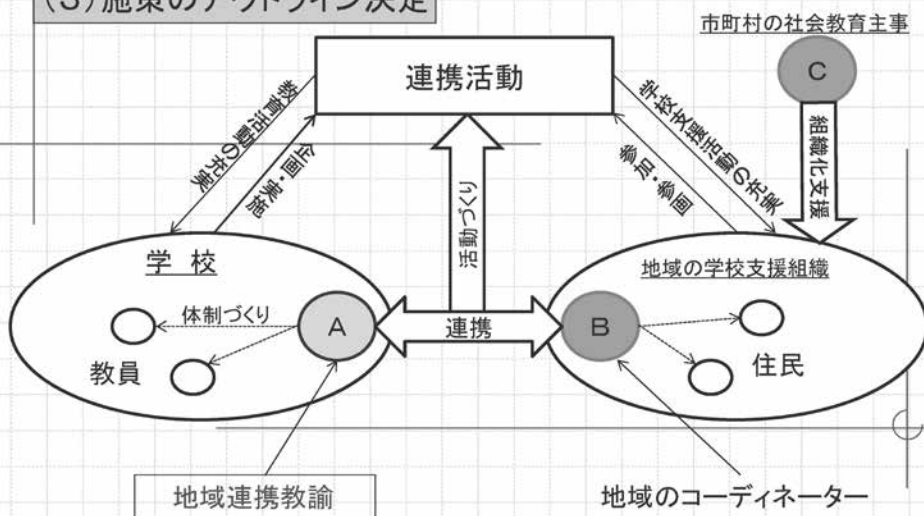 (3)施策のアウトライン決定
市町村の社会教育主事
連携活動
C
教育活動の充実
企画・実施
活動づくり
参加・参画
学校支援活動の充実
組織化支援
学 校
地域の学校支援組織
体制づくり
A
連携
B
教員
住民
地域連携教諭
地域のコーディネーター